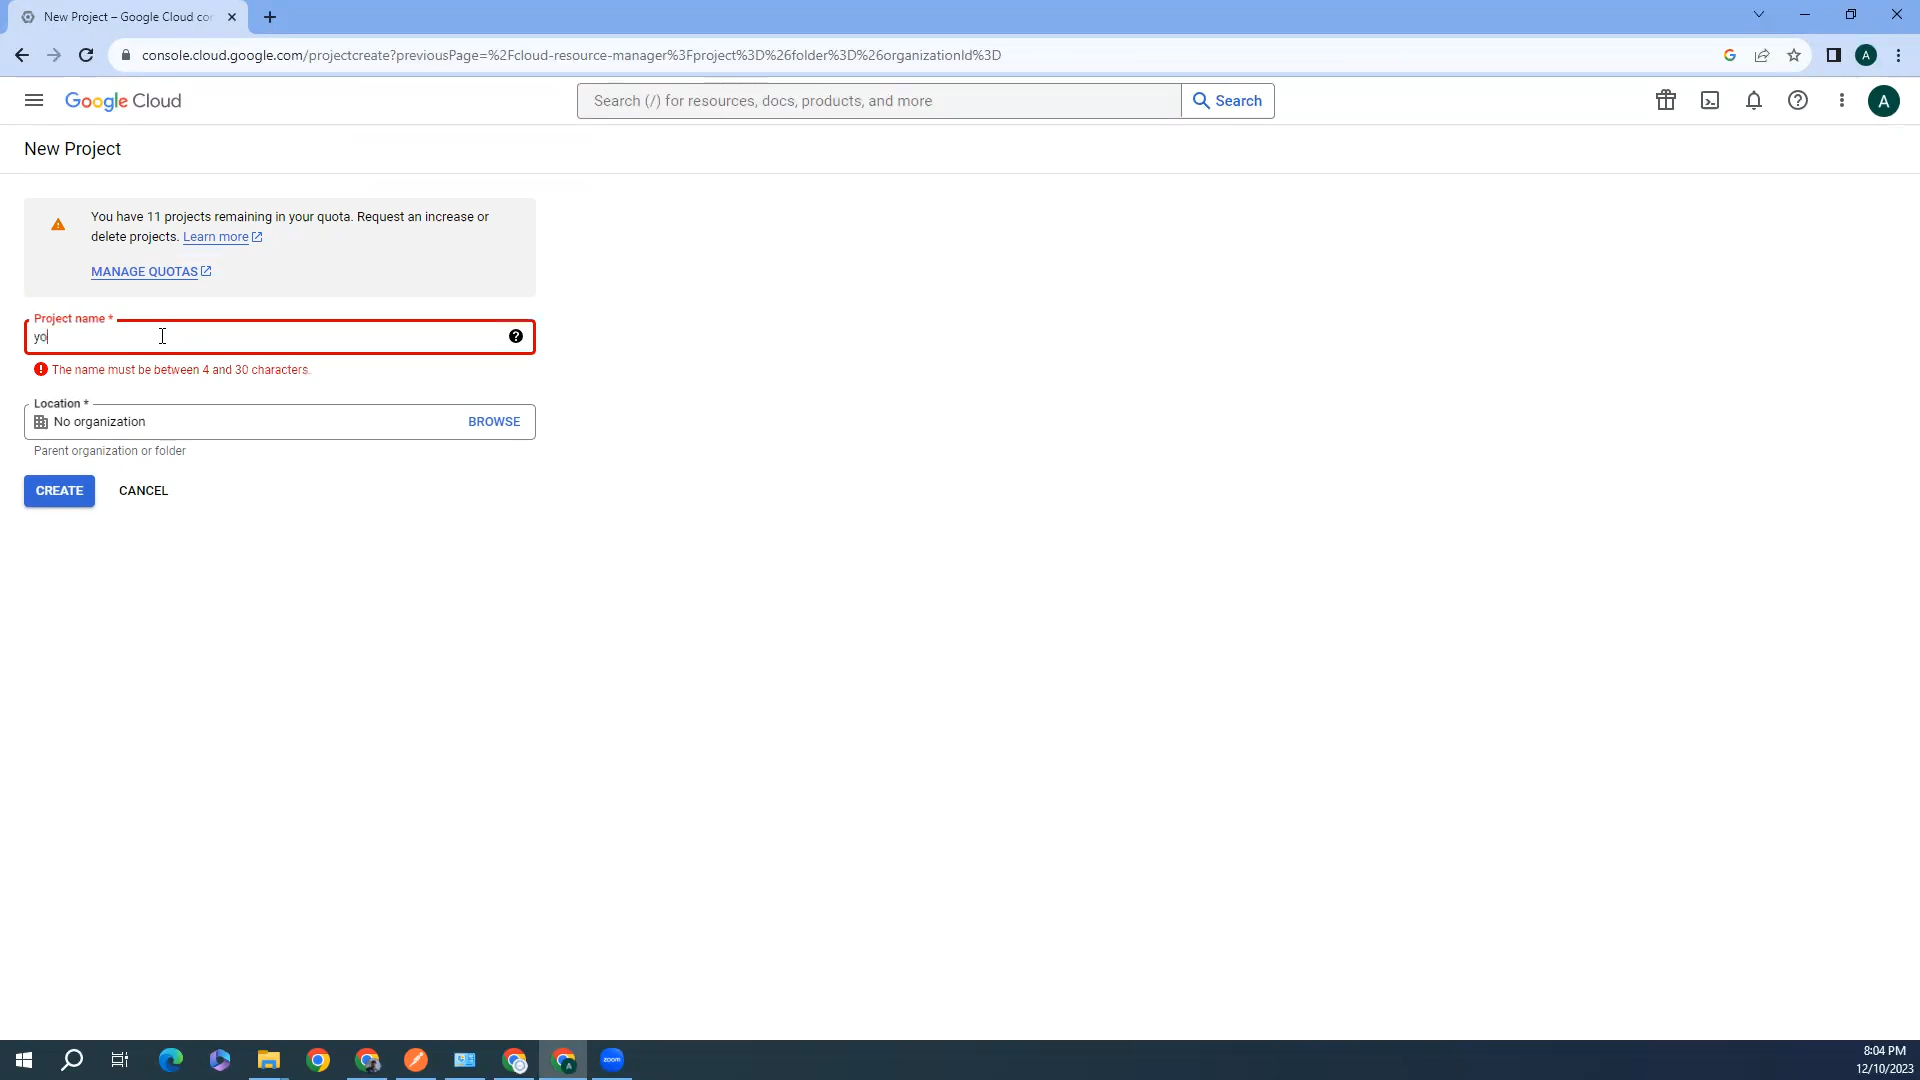 New Project – Google Cloud co
console.cloud.google.com/projectcreate?previousPage=%2Fcloud-resource-manager%3Fproject%3D%26folder%3D%26organizationId%3D
A
Google Cloud
Search (/) for resources, docs, products, and more
Search
A
New Project
You have 11 projects remaining in your quota. Request an increase or
delete projects. Learn more
MANAGE QUOTAS
Project name *
yo
The name must be between 4 and 30 characters.
Location *
No organization
BROWSE
Parent organization or folder
CREATE
CANCEL
A
zoom
8:04 PM
12/10/2023